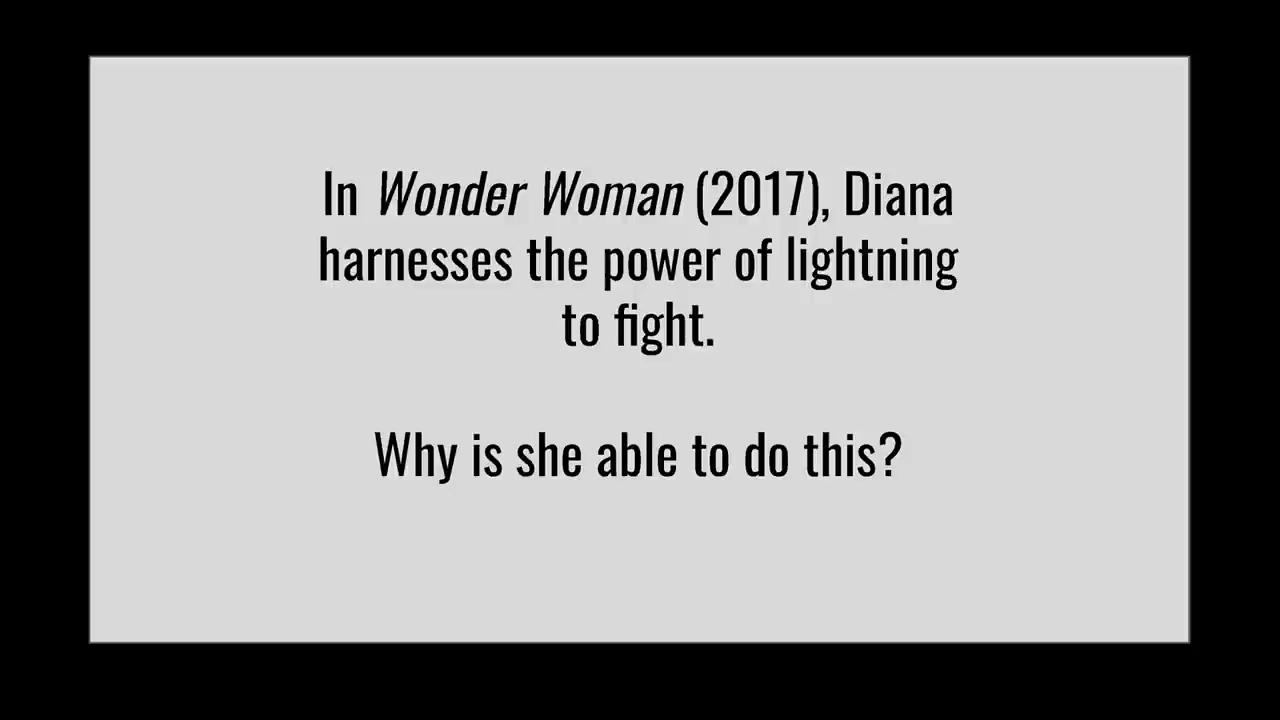 In Wonder Woman (2017), Diana
harnesses the power of lightning
to fight.
Why is she able to do this?